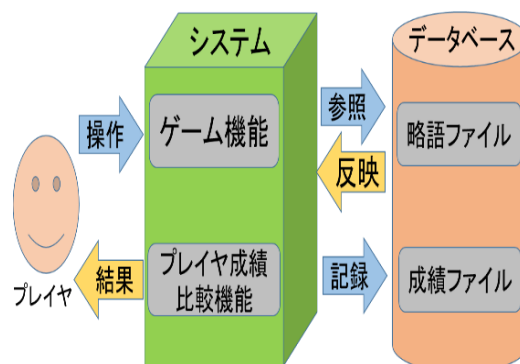 システム
データベース
操作
ゲーム機能
参照
略語ファイル
反映
プレイヤ
結果
プレイヤ成績
比較機能
記録
成績ファイル